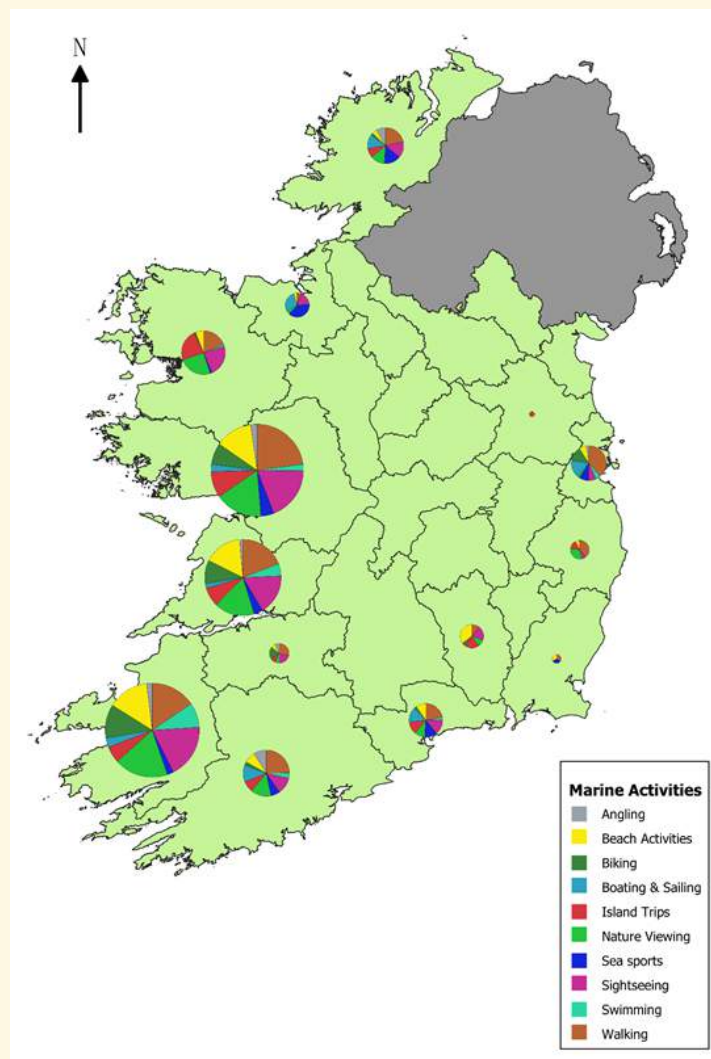 N
Marine Activities
Angling
Beach Activities
Biking
Boating & Sailing
Island Trips
Nature Viewing
Sea sports
Sightseeing
Swimming
Walking